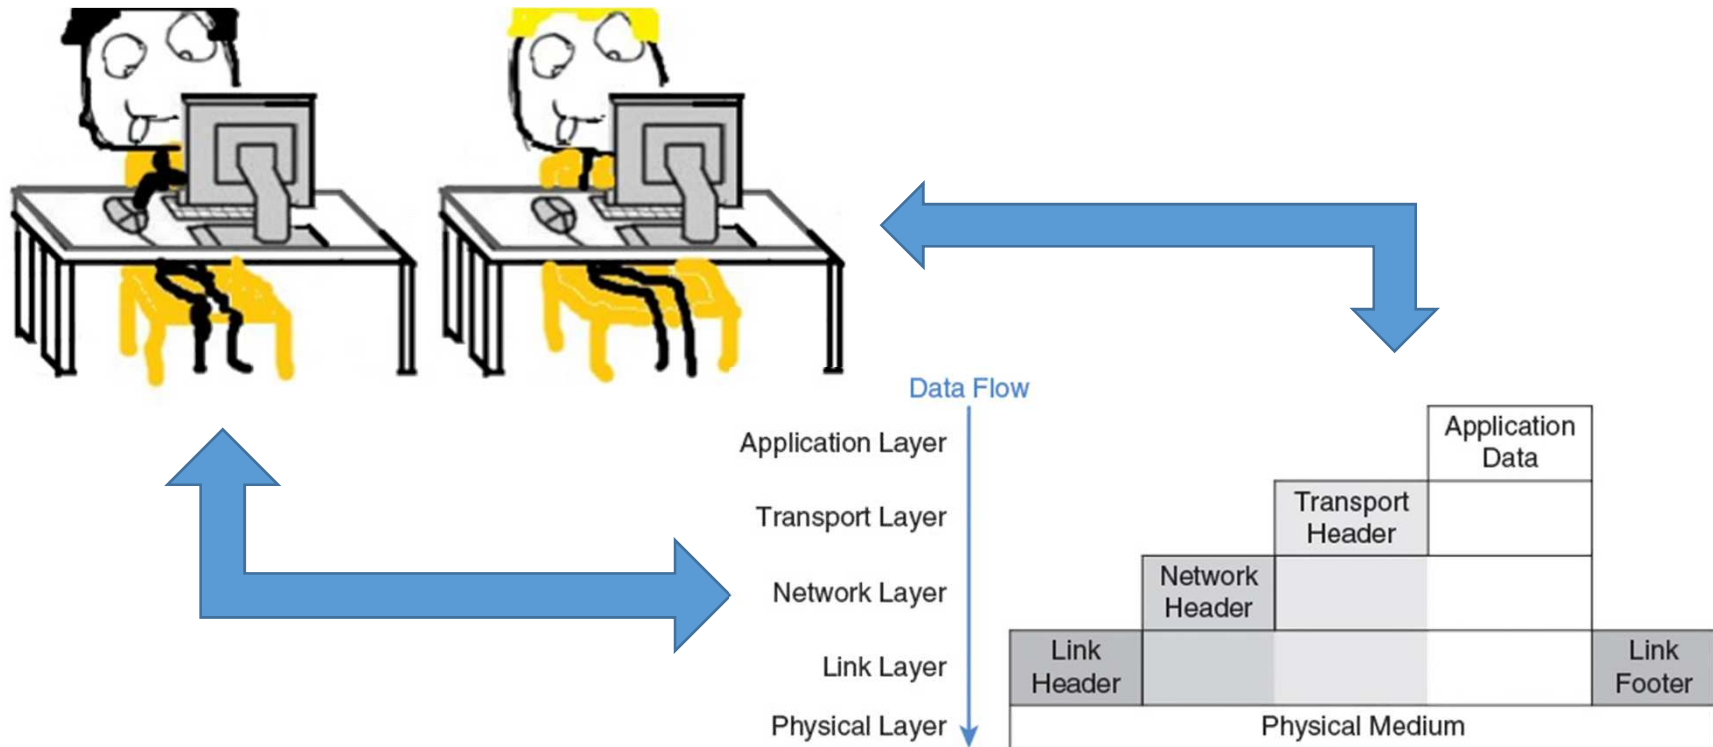 Data Flow
Application Layer
Application
Data
Transport Layer
Transport
Header
Network Layer
Network
Header
Link Layer
Link
Header
Link
Footer
Physical Layer
Physical Medium